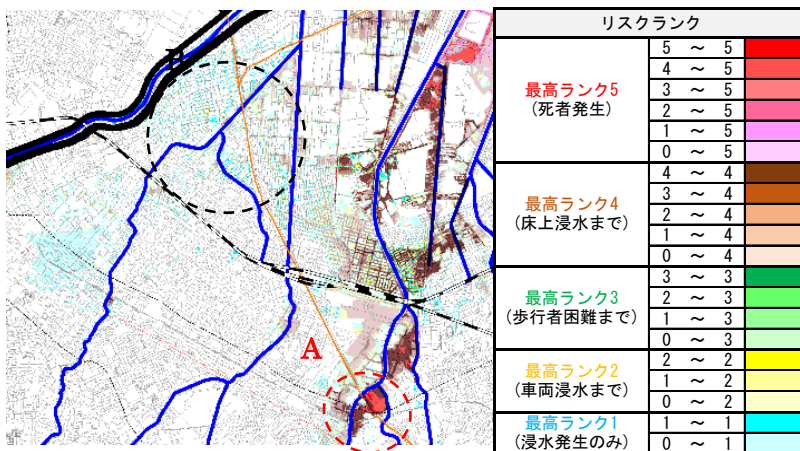 A
リスクランク
最高ランク5
(死者発生)
5 ~ 5
4 ~ 5
3 ~ 5
2 ~ 5
1 ~ 5
0 ~ 5
最高ランク4
(床上浸水まで)
4 ~ 4
3 ~ 4
2 ~ 4
1 ~ 4
0 ~ 4
最高ランク3
(歩行者困難まで)
3 ~ 3
2 ~ 3
1 ~ 3
0 ~ 3
最高ランク2
(車両浸水まで)
2 ~ 2
1 ~ 2
0 ~ 2
最高ランク1
(浸水発生のみ)
1 ~ 1
0 ~ 1